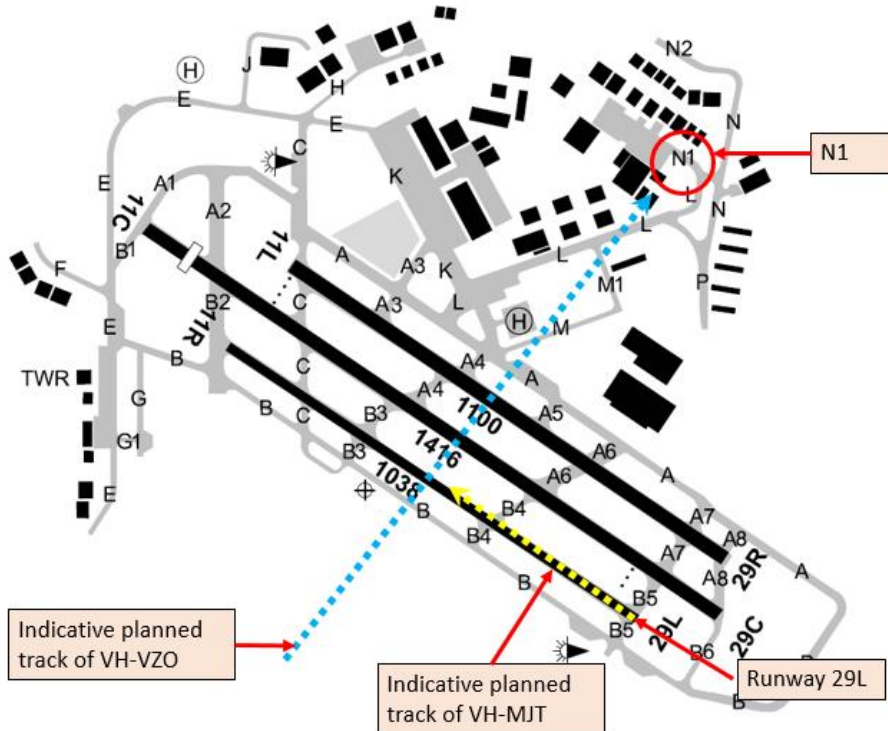 N2
H
J
E
H
N
E
C
N1
N1
K
E
A1
A2
L
N
11C
L
B1
11L
A
A3
K
L
P
F
B2
C
A3
L
M1
11R
H
M
E
B
TWR
A4
A
C
A4
1100
A5
G
B
B3
C
1416
A6
G1
B3
1038
A6
A
E
B
B4
A7
B4
A7
A8
B
A8
29R
A
B5
B5
29L
B6
29C
B
B
Indicative planned
track of VH-VZO
Indicative planned
track of VH-MJT
Runway 29L